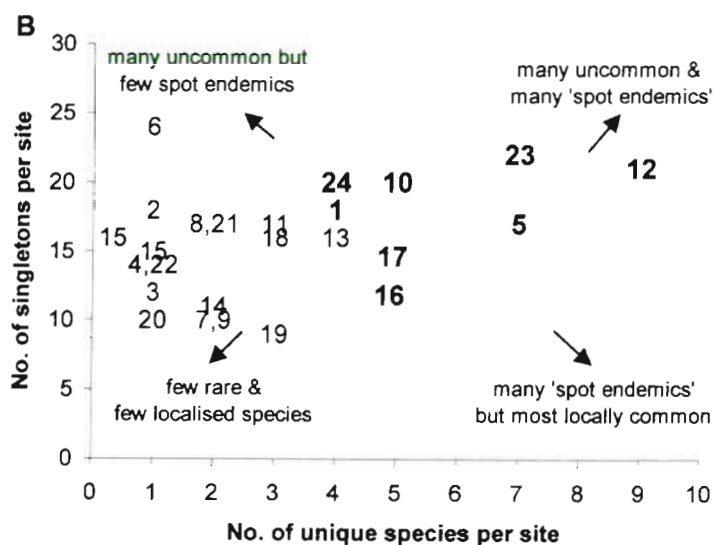 B
30
25
20
15
10
5
0
No. of singletons per site
many uncommon but
few spot endemics
many uncommon &
many 'spot endemics'
6
23
12
24 10
2
1
8,21 11
5
15
18 13
15
4,22
17
3
16
14
20 7,9
19
few rare &
few localised species
many 'spot endemics'
but most locally common
0 1 2 3 4 5 6 7 8 9 10
No. of unique species per site